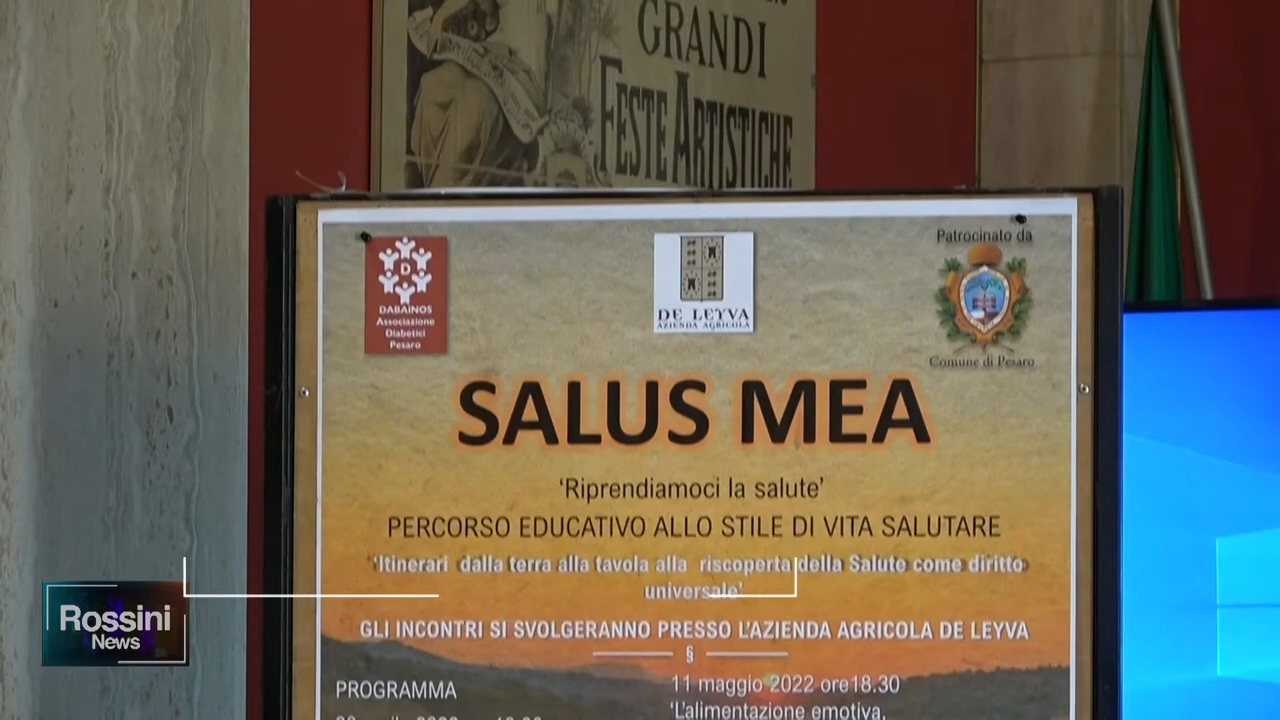 GRANDI
FESTE ARTISTICHE
D
DABAINOS
Associazione
Diabetici
Pesaro
DE LEYVA
AZIENDA AGRICOLA
Patrocinato da
Comune di Pesaro
SALUS MEA
'Riprendiamoci la salute'
PERCORSO EDUCATIVO ALLO STILE DI VITA SALUTARE
'Itinerari dalla terra alla tavola alla riscoperta della Salute come diritto
universale'
GLI INCONTRI SI SVOLGERANNO PRESSO L'AZIENDA AGRICOLA DE LEYVA
§
PROGRAMMA
11 maggio 2022 ore18.30
'L'alimentazione emotiva,
Rossini
News